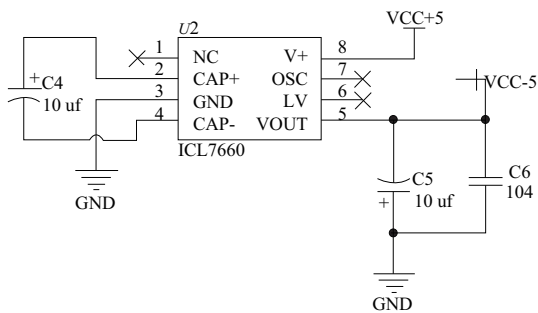 U2
VCC+5
1 NC V+ 8
2 CAP+ OSC 7
3 GND LV 6
4 CAP- VOUT 5
ICL7660
+ C4
10 uf
GND
VCC-5
C5
+ 10 uf
C6
104
GND